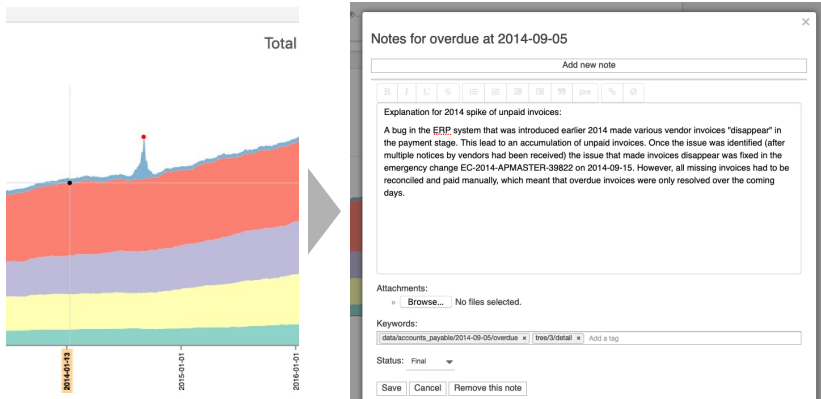 Total
2014-01-13
2015-01-01
2016-01-01
×
Notes for overdue at 2014-09-05
Add new note
B I U S pre
Explanation for 2014 spike of unpaid invoices:
A bug in the ERP system that was introduced earlier 2014 made various vendor invoices "disappear" in
the payment stage. This lead to an accumulation of unpaid invoices. Once the issue was identified (after
multiple notices by vendors had been received) the issue that made invoices disappear was fixed in the
emergency change EC-2014-APMASTER-39822 on 2014-09-15. However, all missing invoices had to be
reconciled and paid manually, which meant that overdue invoices were only resolved over the coming
days.
Attachments:
Browse... No files selected.
Keywords:
data/accounts_payable/2014-09-05/overdue × tree/3/detail × Add a tag
Status: Final
Save Cancel Remove this note